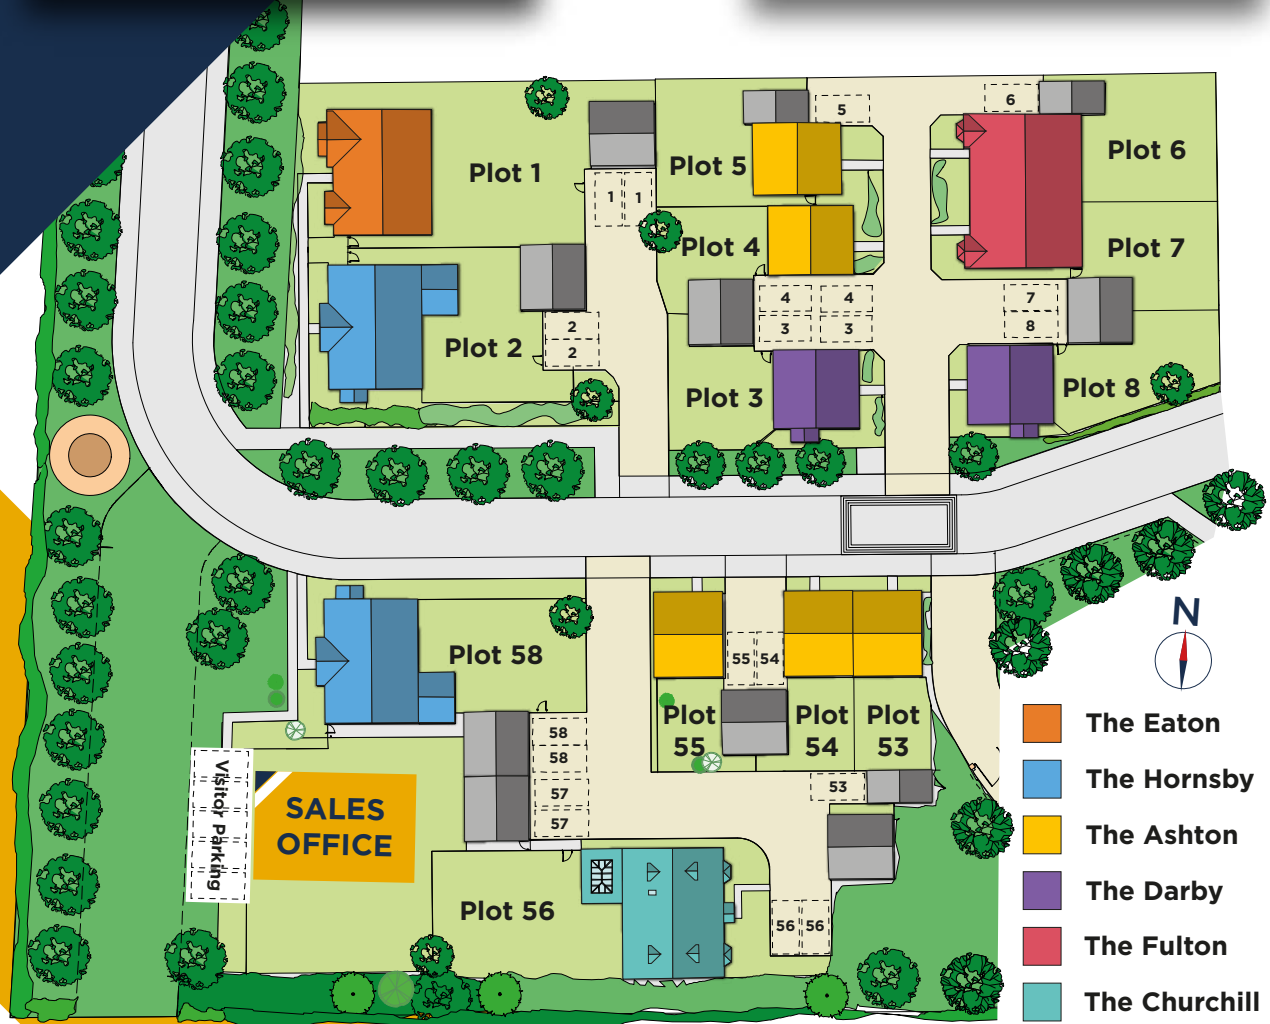 5
6
Plot 5
Plot 6
Plot 1
1 1
Plot 4
Plot 7
4 4
7
2
3 3
8
2
Plot 2
Plot 3
Plot 8
N
Plot 58
55 54
Plot
55
Plot
54
Plot
53
The Eaton
58
58
The Hornsby
57
53
57
Visitor Parking
SALES
OFFICE
The Ashton
The Darby
Plot 56
56 56
The Fulton
The Churchill